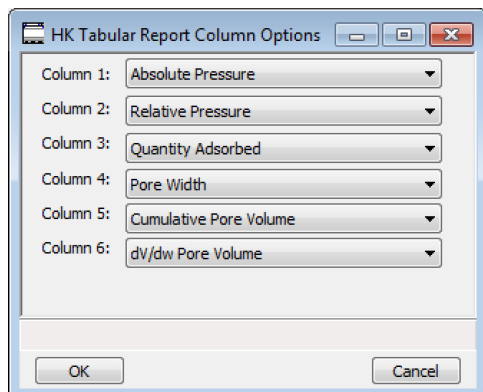 HK Tabular Report Column Options
Column 1: Absolute Pressure
Column 2: Relative Pressure
Column 3: Quantity Adsorbed
Column 4: Pore Width
Column 5: Cumulative Pore Volume
Column 6: dV/dw Pore Volume
OK Cancel